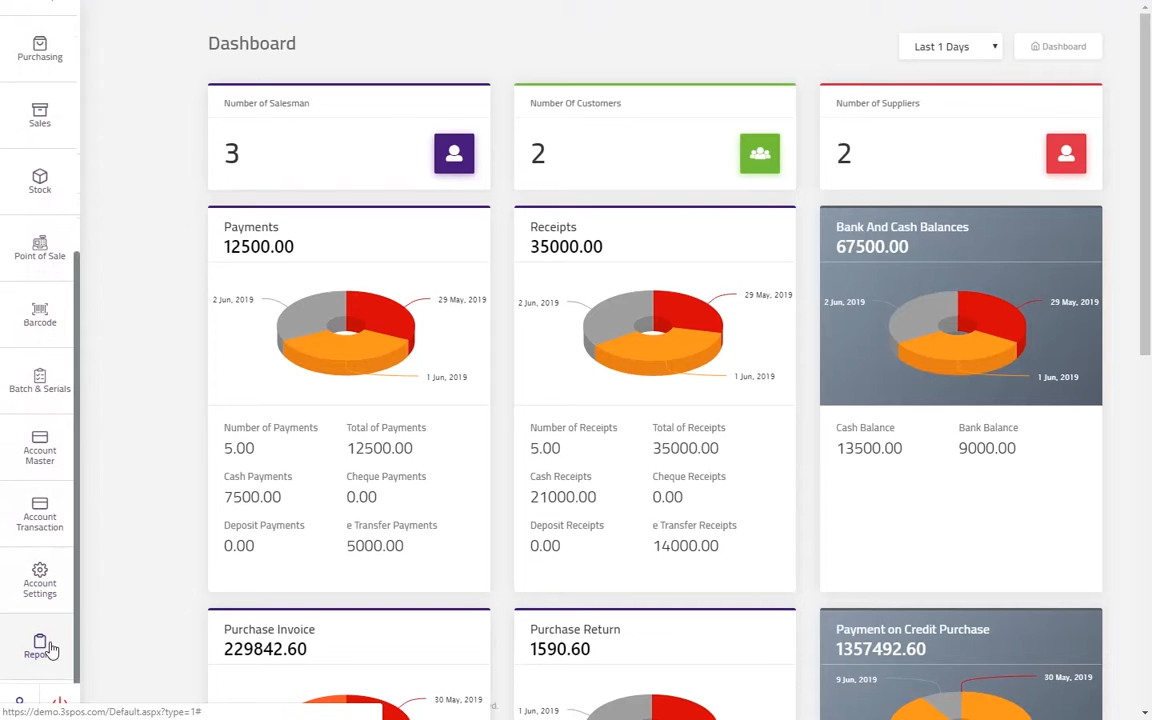 Purchasing
Sales
Stock
Point of Sale
Barcode
Batch & Serials
Account
Master
Account
Transaction
Account
Settings
Dashboard
Last 1 Days
Dashboard
Number of Salesman
3
Number Of Customers
2
Number of Suppliers
2
Payments
12500.00
2 Jun, 2019
29 May, 2019
1 Jun, 2019
Number of Payments
Total of Payments
5.00
12500.00
Cash Payments
Cheque Payments
7500.00
0.00
Deposit Payments
e Transfer Payments
0.00
5000.00
Receipts
35000.00
2 Jun, 2019
29 May, 2019
1 Jun, 2019
Number of Receipts
Total of Receipts
5.00
35000.00
Cash Receipts
Cheque Receipts
21000.00
0.00
Deposit Receipts
e Transfer Receipts
0.00
14000.00
Bank And Cash Balances
67500.00
2 Jun, 2019
29 May, 2019
1 Jun, 2019
Cash Balance
Bank Balance
13500.00
9000.00
Purchase Invoice
229842.60
30 May, 2019
Purchase Return
1590.60
1 Jun, 2019
Payment on Credit Purchase
1357492.60
9 Jun, 2019
30 May, 2019
https://demo.3spos.com/Default.aspx?type=1#